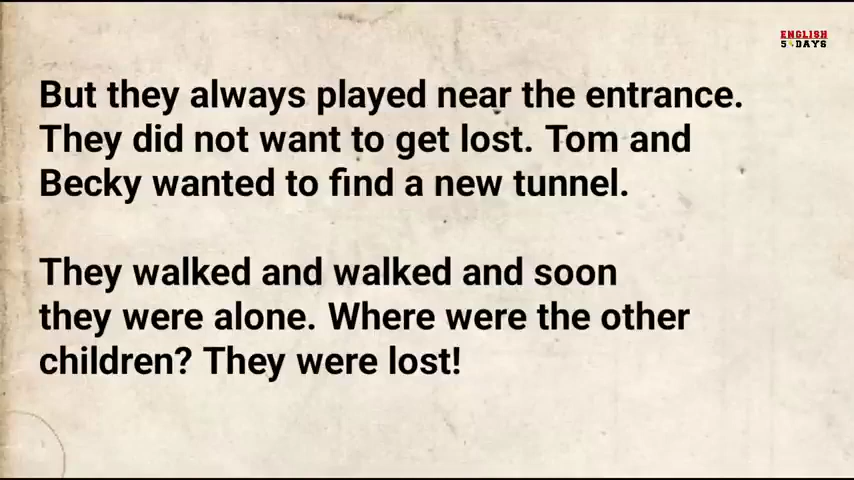 ENGLISH
5 DAYS
But they always played near the entrance.
They did not want to get lost. Tom and
Becky wanted to find a new tunnel.
They walked and walked and soon
they were alone. Where were the other
children? They were lost!